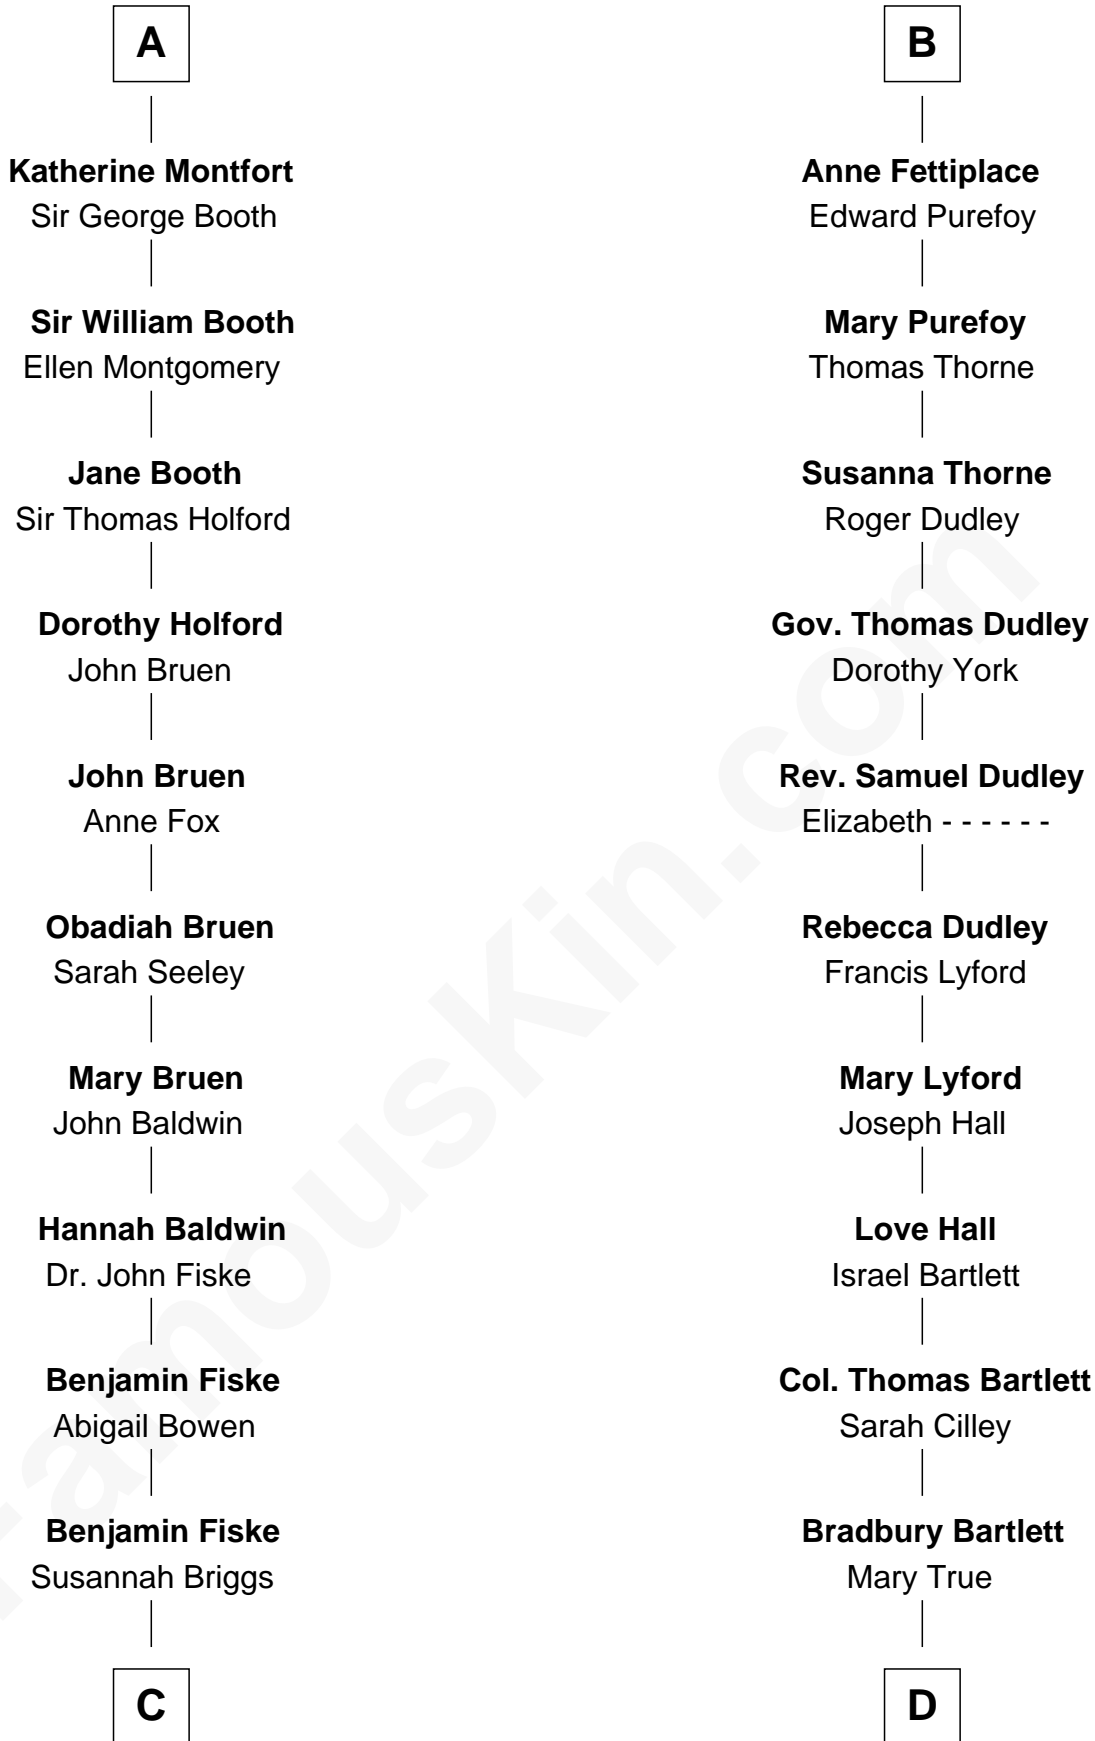 A
Katherine Montfort
Sir George Booth
Sir William Booth
Ellen Montgomery
Jane Booth
Sir Thomas Holford
Dorothy Holford
John Bruen
John Bruen
Anne Fox
Obadiah Bruen
Sarah Seeley
Mary Bruen
John Baldwin
Hannah Baldwin
Dr. John Fiske
Benjamin Fiske
Abigail Bowen
Benjamin Fiske
Susannah Briggs
C
B
Anne Fettiplace
Edward Purefoy
Mary Purefoy
Thomas Thorne
Susanna Thorne
Roger Dudley
Gov. Thomas Dudley
Dorothy York
Rev. Samuel Dudley
Elizabeth - - - - - -
Rebecca Dudley
Francis Lyford
Mary Lyford
Joseph Hall
Love Hall
Israel Bartlett
Col. Thomas Bartlett
Sarah Cilley
Bradbury Bartlett
Mary True
D
FamousKin.com